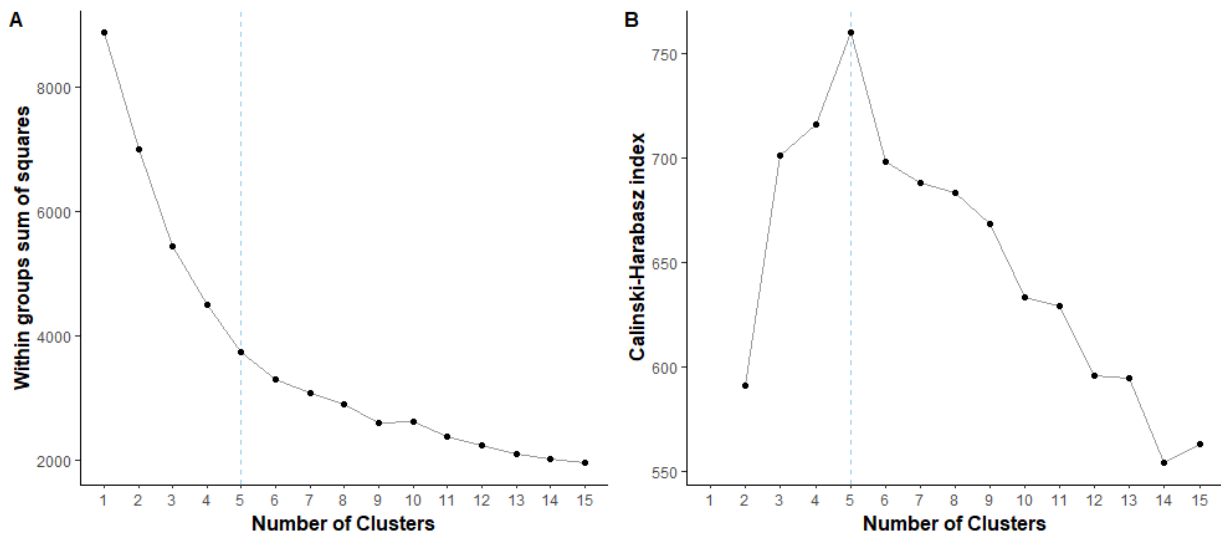 A
Within groups sum of squares
8000
6000
4000
2000
1 2 3 4 5 6 7 8 9 10 11 12 13 14 15
Number of Clusters
B
Calinski-Harabasz index
750
700
650
600
550
1 2 3 4 5 6 7 8 9 10 11 12 13 14 15
Number of Clusters